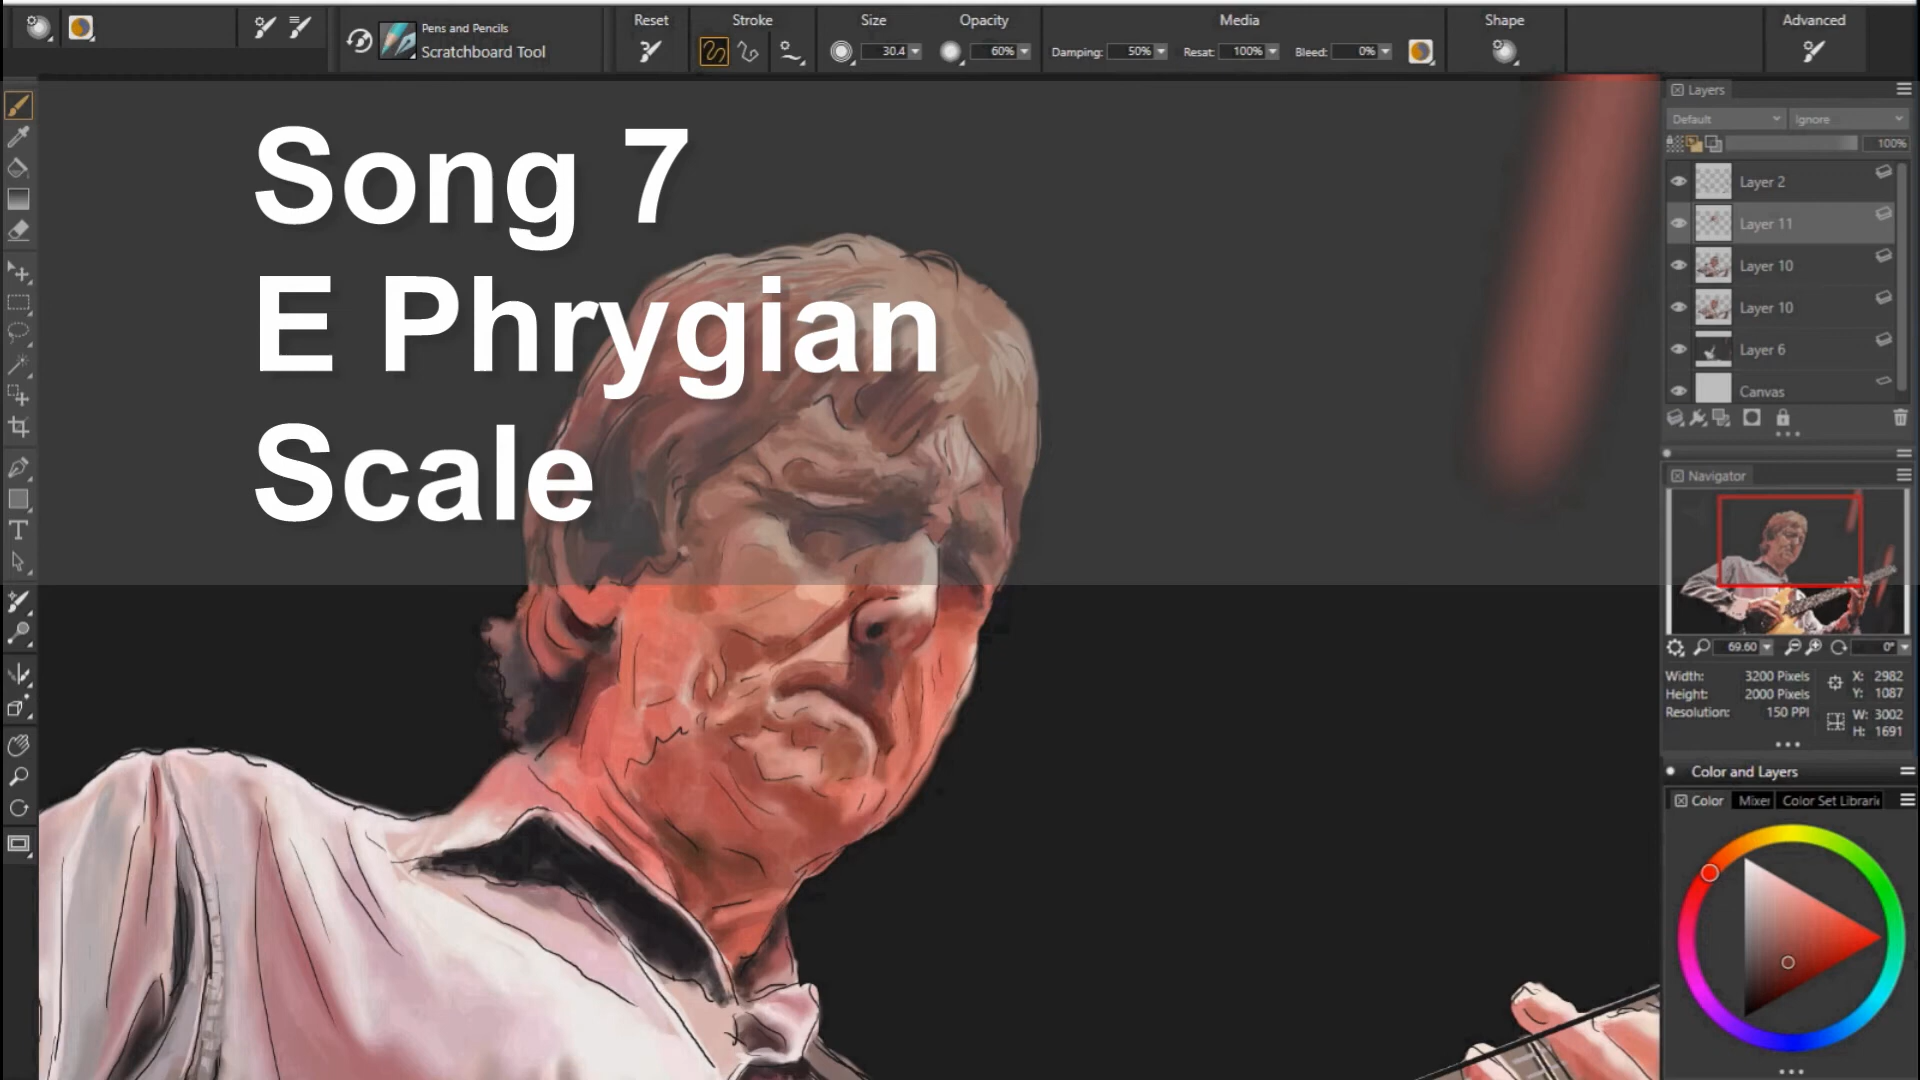 Reset
Stroke
Size
Opacity
Media
Shape
Advanced
Pens and Pencils
Scratchboard Tool
30.4
60%
Damping: 50%
Resat: 100%
Bleed: 0%
Song 7
E Phrygian
Scale
Layers
Default
Ignore
100%
Layer 2
Layer 11
Layer 10
Layer 10
Layer 6
Canvas
Navigator
69.60
0°
Width: 3200 Pixels
Height: 2000 Pixels
Resolution: 150 PPI
X: 2982
Y: 1087
W: 3002
H: 1691
Color and Layers
Color
Mixer
Color Set Librari